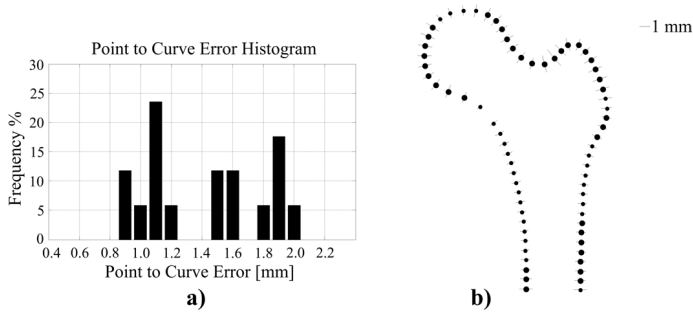 Point to Curve Error Histogram
Frequency %
30
25
20
15
10
5
0
0.4 0.6 0.8 1.0 1.2 1.4 1.6 1.8 2.0 2.2
Point to Curve Error [mm]
a)
1 mm
b)